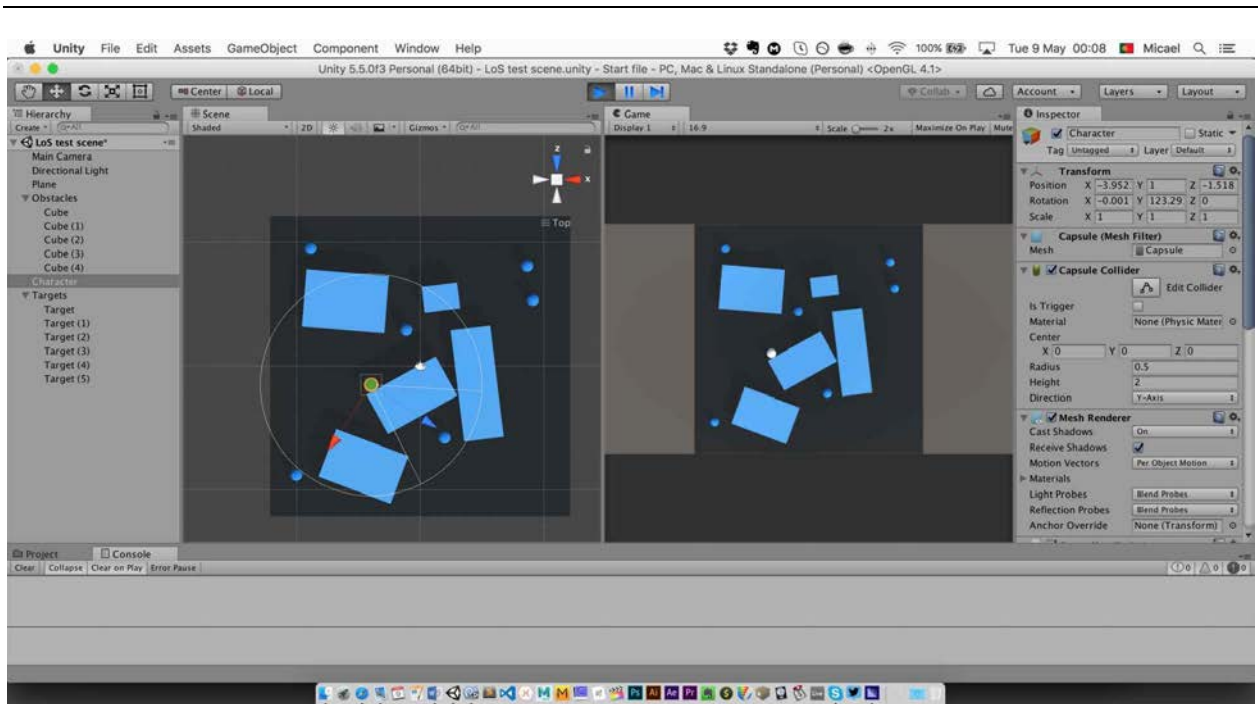 Unity File Edit Assets GameObject Component Window Help 100% Tue 9 May 00:08 Micael
Unity 5.5.0f3 Personal (64bit) - LoS test scene.unity - Start file - PC, Mac & Linux Standalone (Personal) <OpenGL 4.1>
Center Local Collab Account Layers Layout
Hierarchy
Create
LoS test scene*
Main Camera
Directional Light
Plane
Obstacles
Cube
Cube (1)
Cube (2)
Cube (3)
Cube (4)
Character
Targets
Target
Target (1)
Target (2)
Target (3)
Target (4)
Target (5)
Scene
Shaded 2D Gizmos
z
x
Top
Game
Display 1 16:9 Scale 2x Maximize On Play Mute
Inspector
Character Static
Tag Untagged Layer Default
Transform
Position X -3.952 Y 1 Z -1.518
Rotation X -0.001 Y 123.29 Z 0
Scale X 1 Y 1 Z 1
Capsule (Mesh Filter)
Mesh Capsule
Capsule Collider
Edit Collider
Is Trigger
Material None (Physic Mater
Center
X 0 Y 0 Z 0
Radius 0.5
Height 2
Direction Y-Axis
Mesh Renderer
Cast Shadows On
Receive Shadows
Motion Vectors Per Object Motion
Materials
Light Probes Blend Probes
Reflection Probes Blend Probes
Anchor Override None (Transform)
Project Console
Clear Collapse Clear on Play Error Pause 0 0 0
Ps Ai Ae Pr